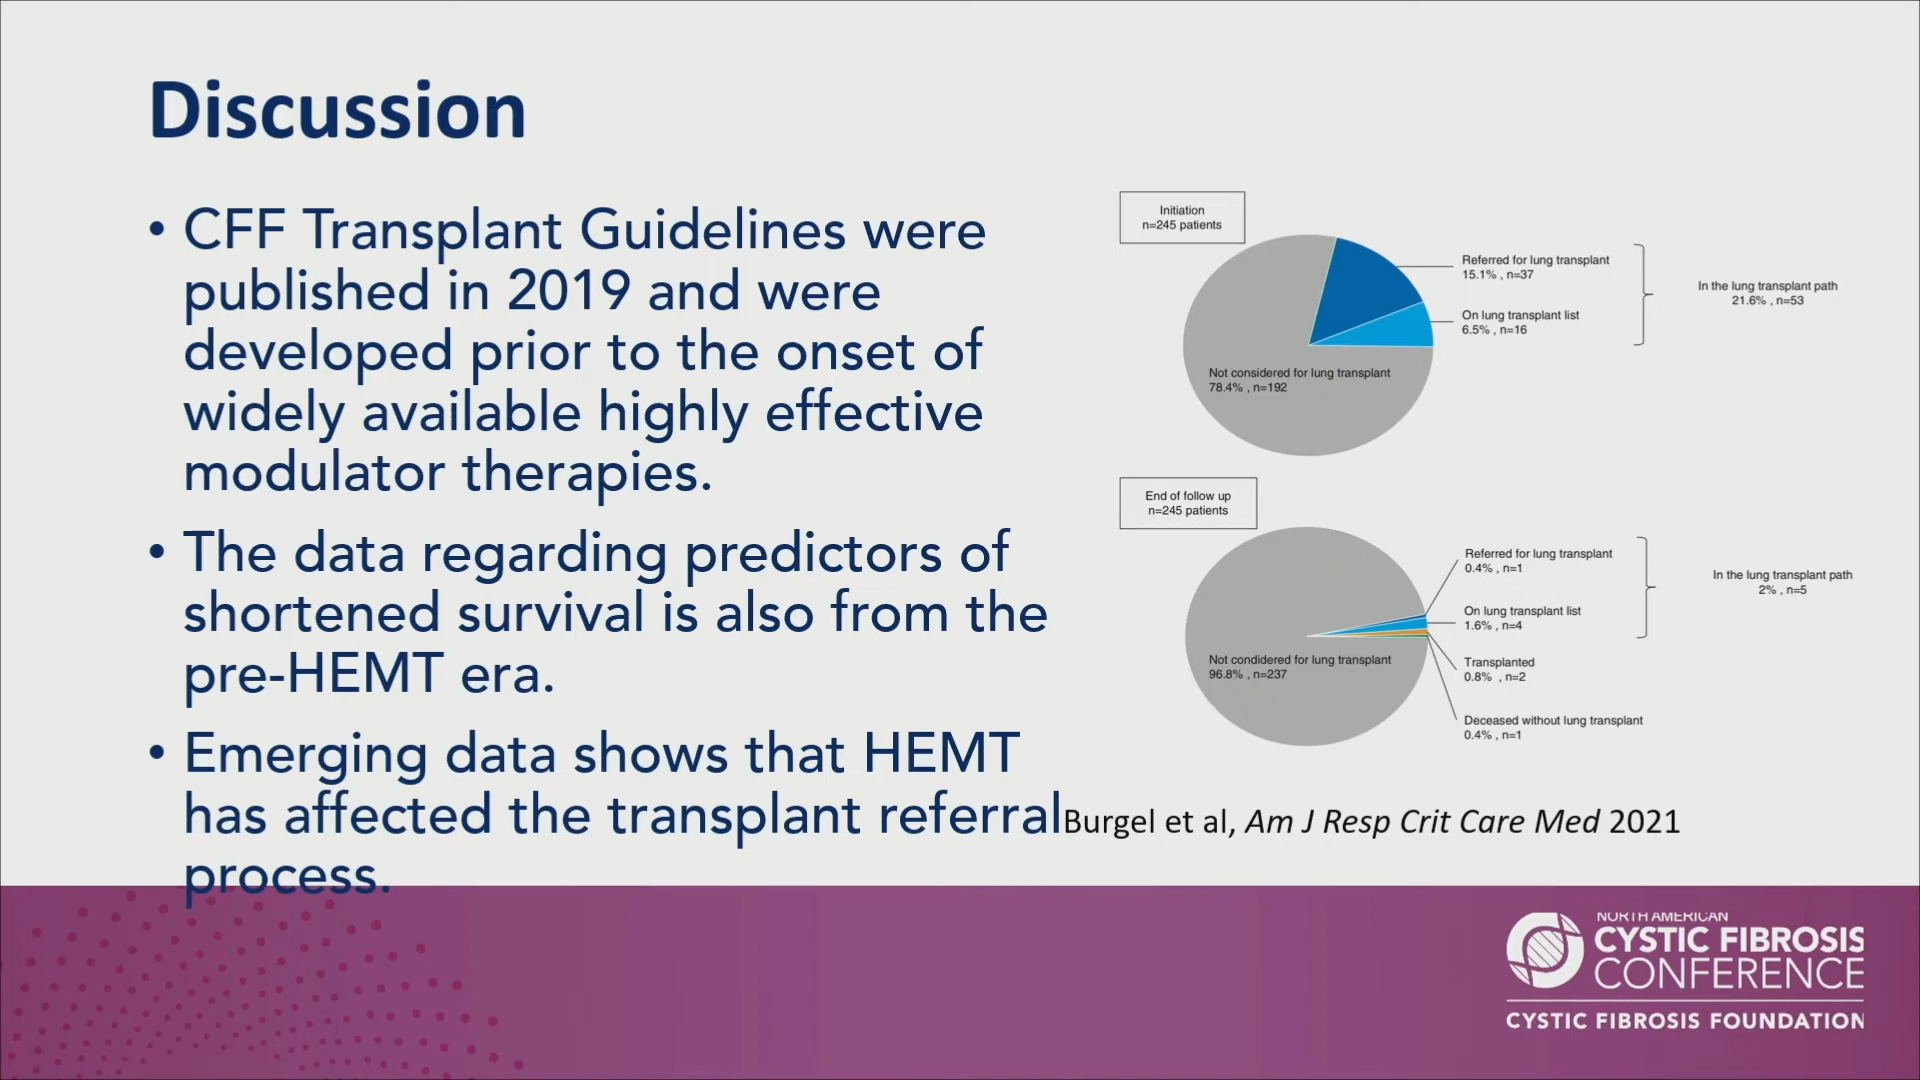 Discussion
• CFF Transplant Guidelines were
published in 2019 and were
developed prior to the onset of
widely available highly effective
modulator therapies.
• The data regarding predictors of
shortened survival is also from the
pre-HEMT era.
• Emerging data shows that HEMT
has affected the transplant referral
process.
Initiation
n=245 patients
Referred for lung transplant
15.1% , n=37
On lung transplant list
6.5% , n=16
In the lung transplant path
21.6% , n=53
Not considered for lung transplant
78.4% , n=192
End of follow up
n=245 patients
Referred for lung transplant
0.4% , n=1
On lung transplant list
1.6% , n=4
In the lung transplant path
2% , n=5
Not condidered for lung transplant
96.8% , n=237
Transplanted
0.8% , n=2
Deceased without lung transplant
0.4% , n=1
Burgel et al, Am J Resp Crit Care Med 2021
NORTH AMERICAN
CYSTIC FIBROSIS
CONFERENCE
CYSTIC FIBROSIS FOUNDATION